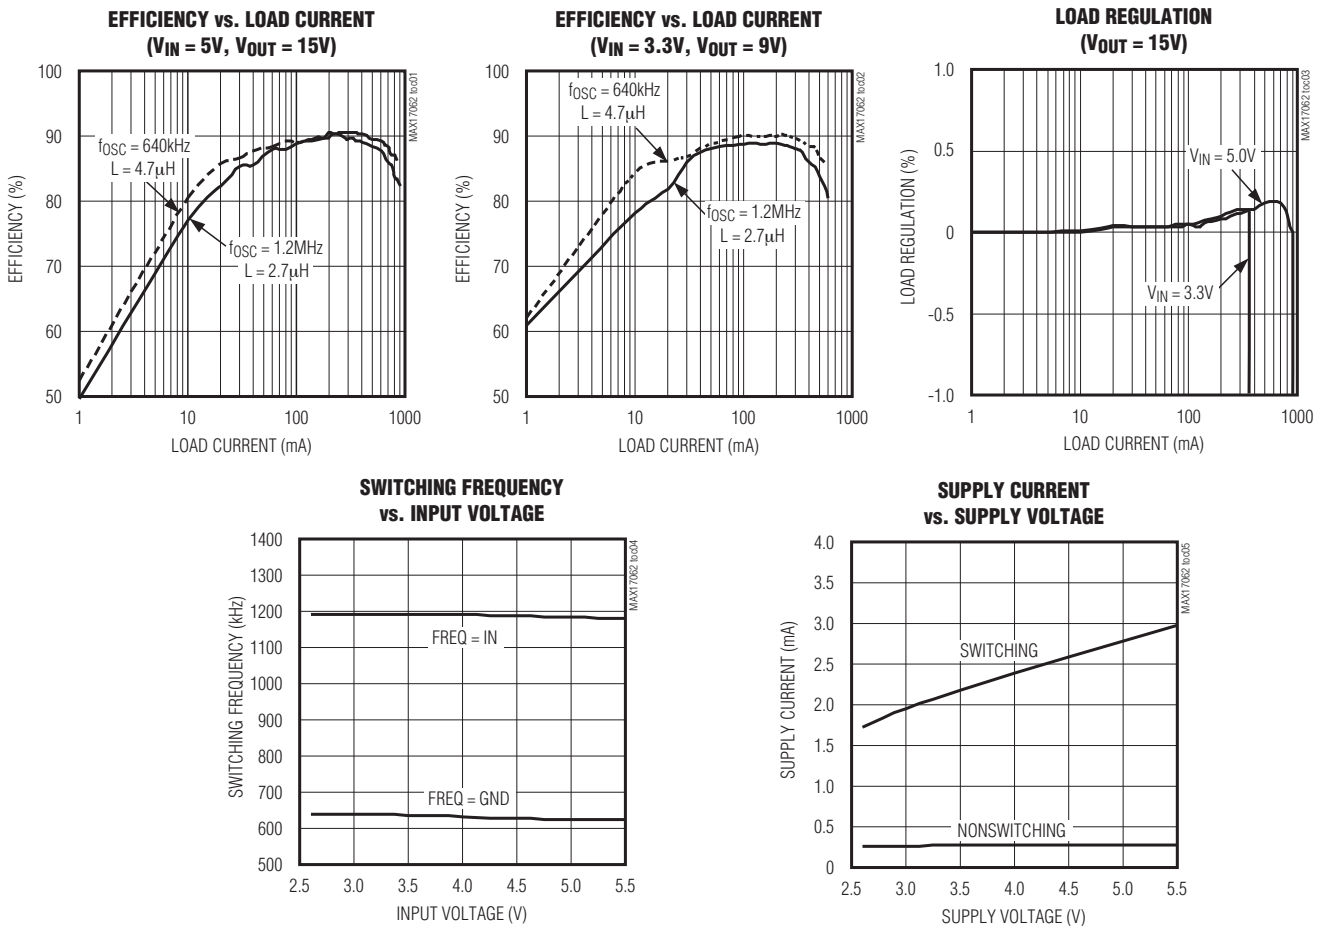 EFFICIENCY vs. LOAD CURRENT
(VIN = 5V, VOUT = 15V)
100
90
80
70
60
50
EFFICIENCY (%)
fOSC = 640kHz
L = 4.7μH
fOSC = 1.2MHz
L = 2.7μH
MAX17062 toc01
1 10 100 1000
LOAD CURRENT (mA)
EFFICIENCY vs. LOAD CURRENT
(VIN = 3.3V, VOUT = 9V)
100
90
80
70
60
50
EFFICIENCY (%)
fOSC = 640kHz
L = 4.7μH
fOSC = 1.2MHz
L = 2.7μH
MAX17062 toc02
1 10 100 1000
LOAD CURRENT (mA)
LOAD REGULATION
(VOUT = 15V)
1.0
0.5
0
-0.5
-1.0
LOAD REGULATION (%)
VIN = 5.0V
VIN = 3.3V
MAX17062 toc03
1 10 100 1000
LOAD CURRENT (mA)
SWITCHING FREQUENCY
vs. INPUT VOLTAGE
1400
1300
1200
1100
1000
900
800
700
600
500
SWITCHING FREQUENCY (kHz)
FREQ = IN
FREQ = GND
MAX17062 toc04
2.5 3.0 3.5 4.0 4.5 5.0 5.5
INPUT VOLTAGE (V)
SUPPLY CURRENT
vs. SUPPLY VOLTAGE
4.0
3.5
3.0
2.5
2.0
1.5
1.0
0.5
0
SUPPLY CURRENT (mA)
SWITCHING
NONSWITCHING
MAX17062 toc05
2.5 3.0 3.5 4.0 4.5 5.0 5.5
SUPPLY VOLTAGE (V)